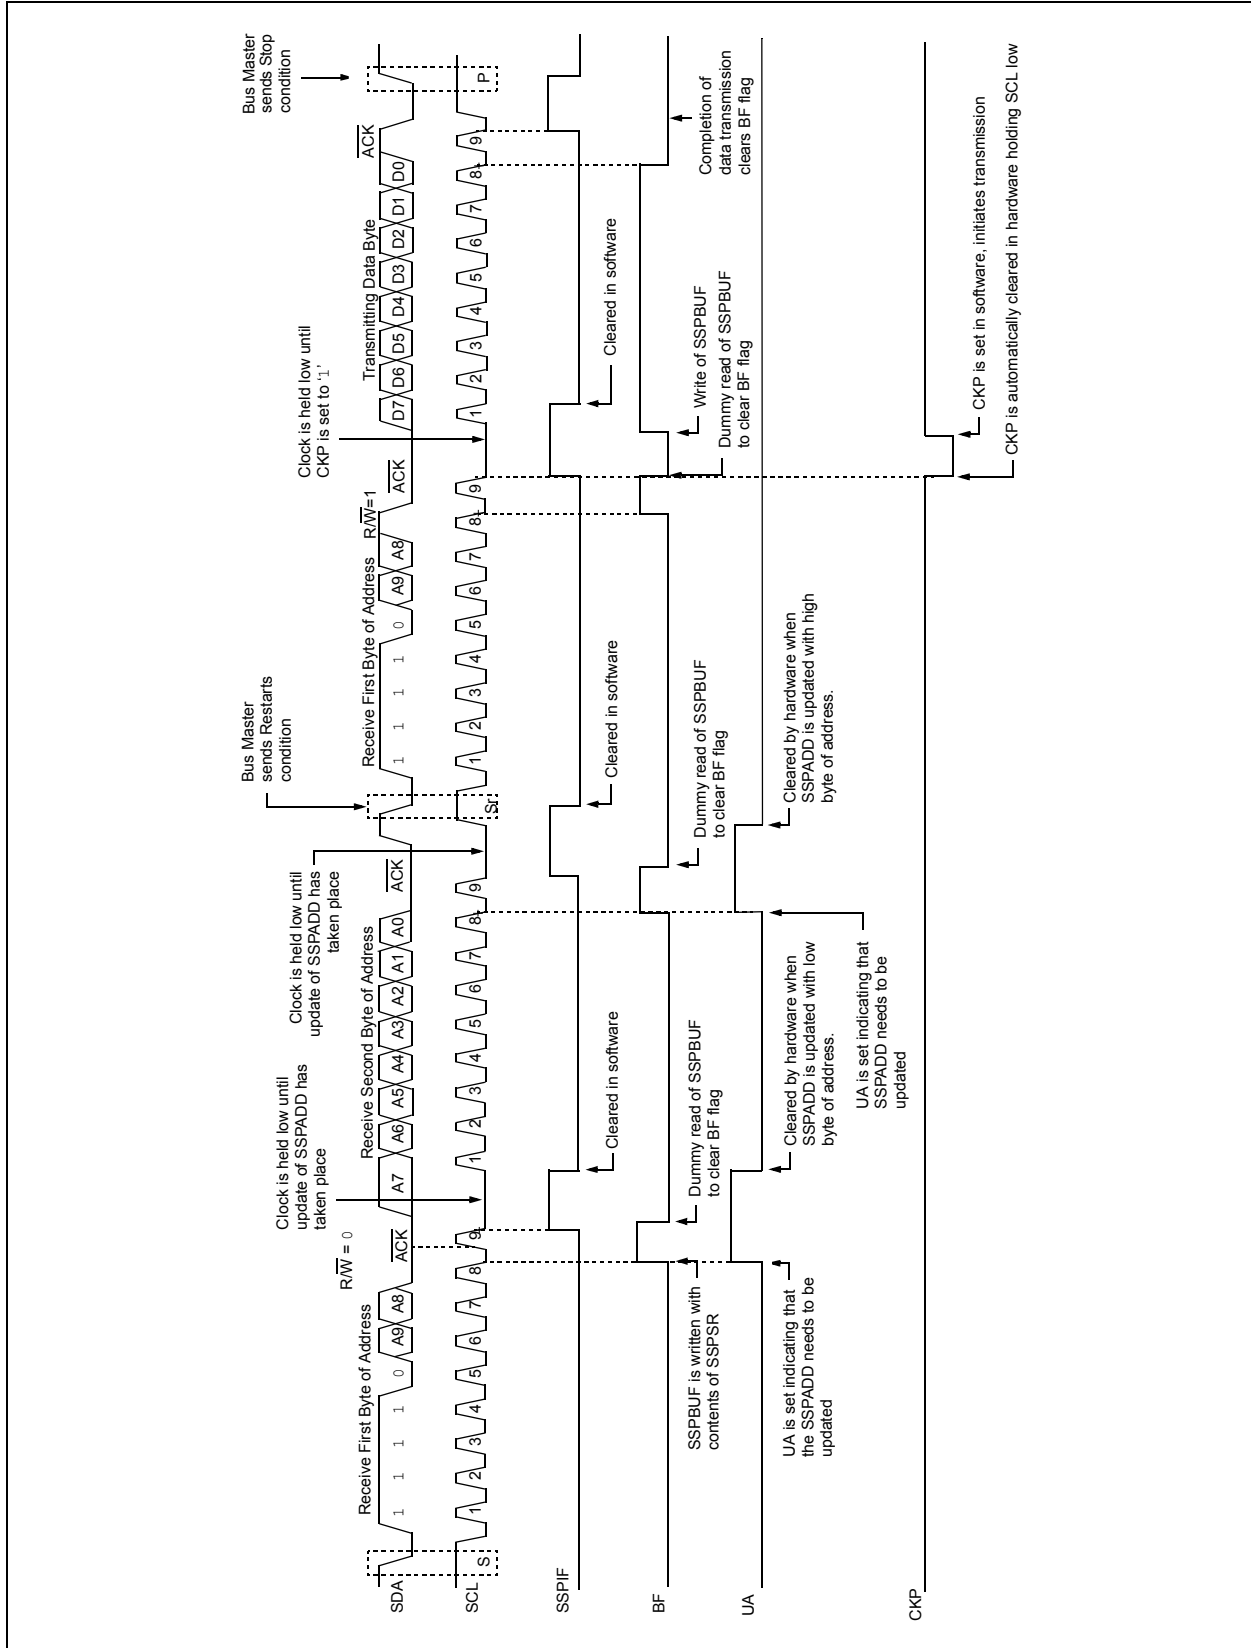 Bus Master
sends Stop
condition
Bus Master
sends Restarts
condition
Clock is held low until
update of SSPADD has
taken place
Clock is held low until
update of SSPADD has
taken place
Clock is held low until
CKP is set to ‘1’
Receive First Byte of Address
R/W = 0
Receive Second Byte of Address
Receive First Byte of Address
R/W=1
Transmitting Data Byte
ACK
SDA
1 1 1 1 0 A9 A8 ACK A7 A6 A5 A4 A3 A2 A1 A0 ACK 1 1 1 1 0 A9 A8 ACK D7 D6 D5 D4 D3 D2 D1 D0
SCL
S 1 2 3 4 5 6 7 8 9 1 2 3 4 5 6 7 8 9 Sr 1 2 3 4 5 6 7 8 9 1 2 3 4 5 6 7 8 9 P
SSPIF
Cleared in software
Cleared in software
Cleared in software
BF
SSPBUF is written with
contents of SSPSR
Dummy read of SSPBUF
to clear BF flag
Dummy read of SSPBUF
to clear BF flag
Dummy read of SSPBUF
to clear BF flag
Write of SSPBUF
Completion of
data transmission
clears BF flag
UA
UA is set indicating that
the SSPADD needs to be
updated
Cleared by hardware when
SSPADD is updated with low
byte of address.
UA is set indicating that
SSPADD needs to be
updated
Cleared by hardware when
SSPADD is updated with high
byte of address.
CKP
CKP is set in software, initiates transmission
CKP is automatically cleared in hardware holding SCL low